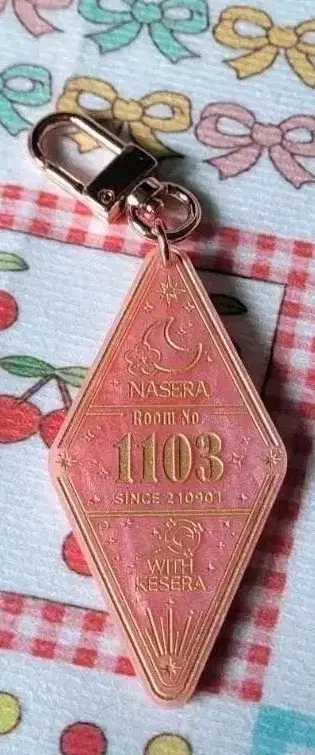 NASERA
Room No.
1103
SINCE 210901
WITH
KESERA